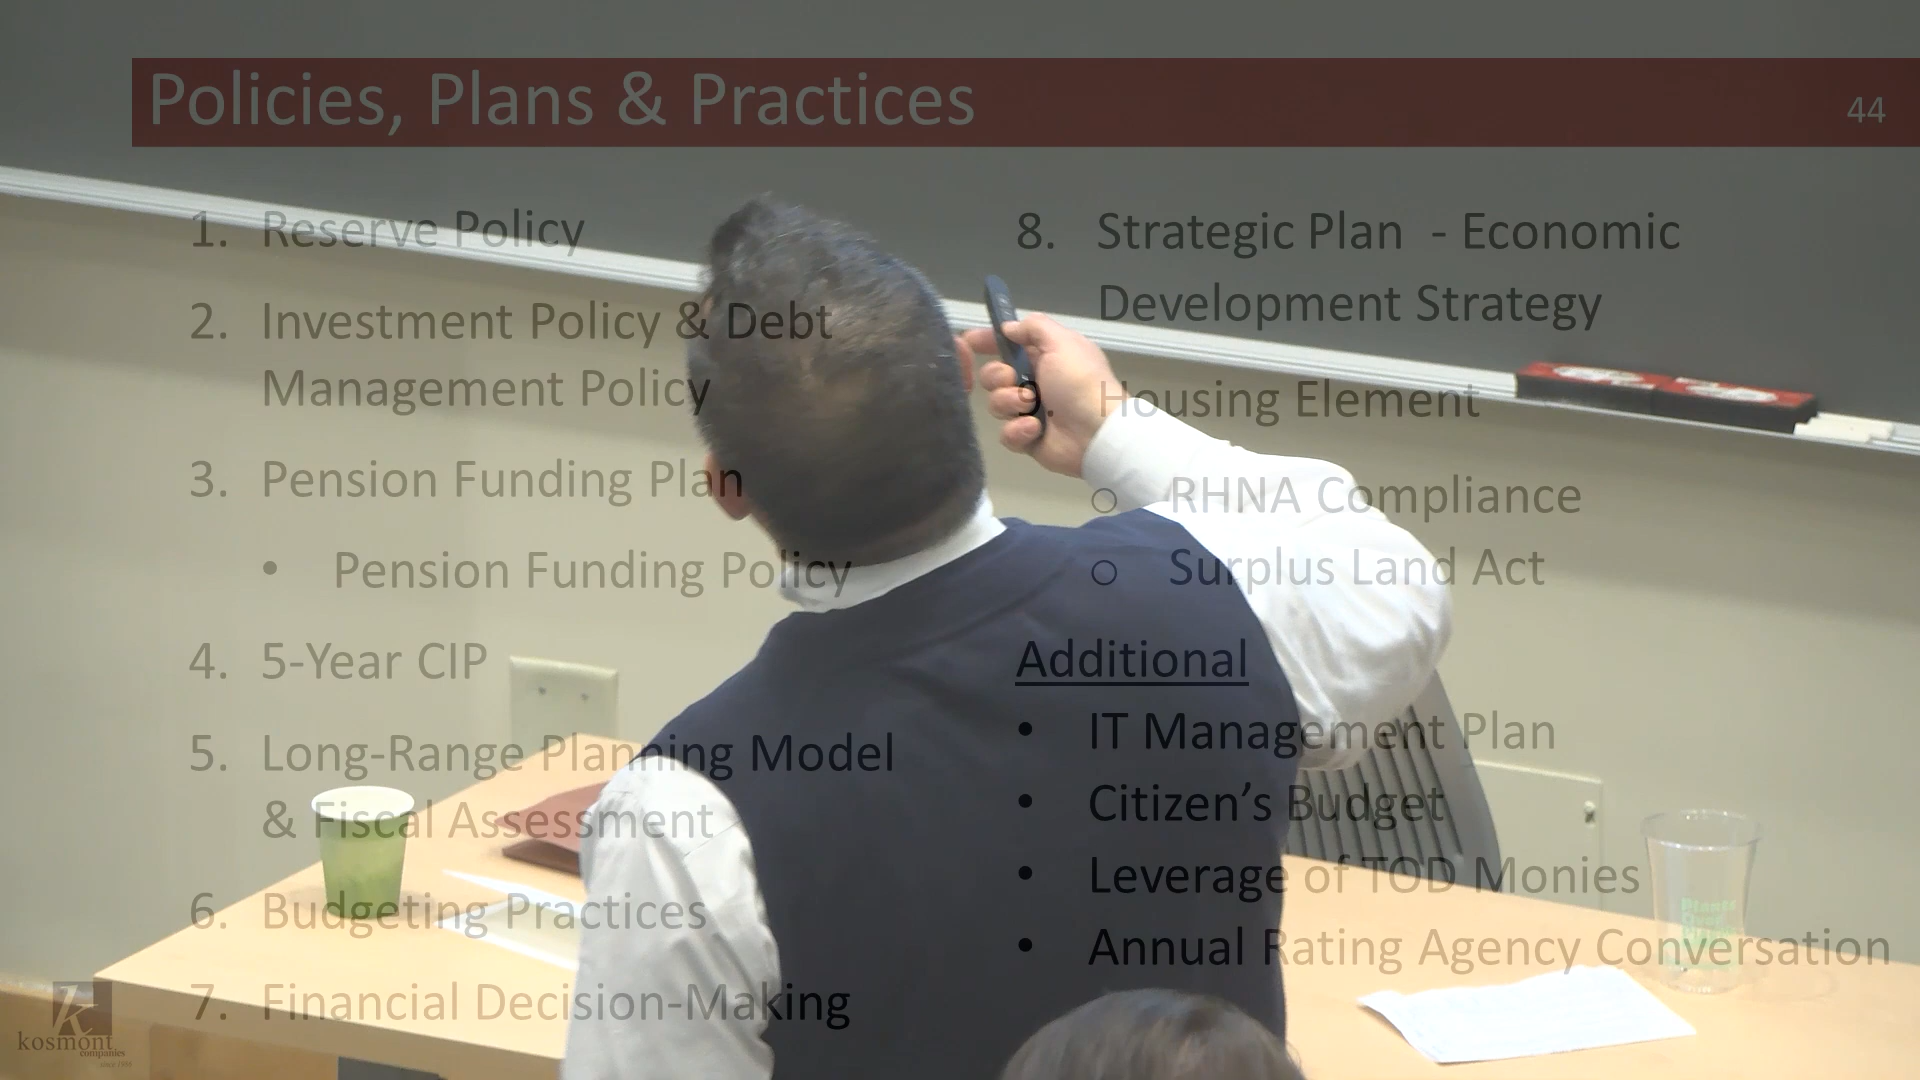 Policies, Plans & Practices
44
1. Reserve Policy
2. Investment Policy & Debt
Management Policy
3. Pension Funding Plan
• Pension Funding Policy
4. 5-Year CIP
5. Long-Range Planning Model
& Fiscal Assessment
6. Budgeting Practices
7. Financial Decision-Making
8. Strategic Plan - Economic
Development Strategy
9. Housing Element
o RHNA Compliance
o Surplus Land Act
Additional
• IT Management Plan
• Citizen’s Budget
• Leverage of TOD Monies
• Annual Rating Agency Conversation
k
kosmont
companies